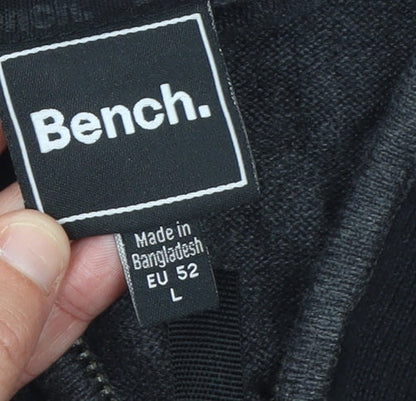 Bench.
Made in
Bangladesh
EU 52
L